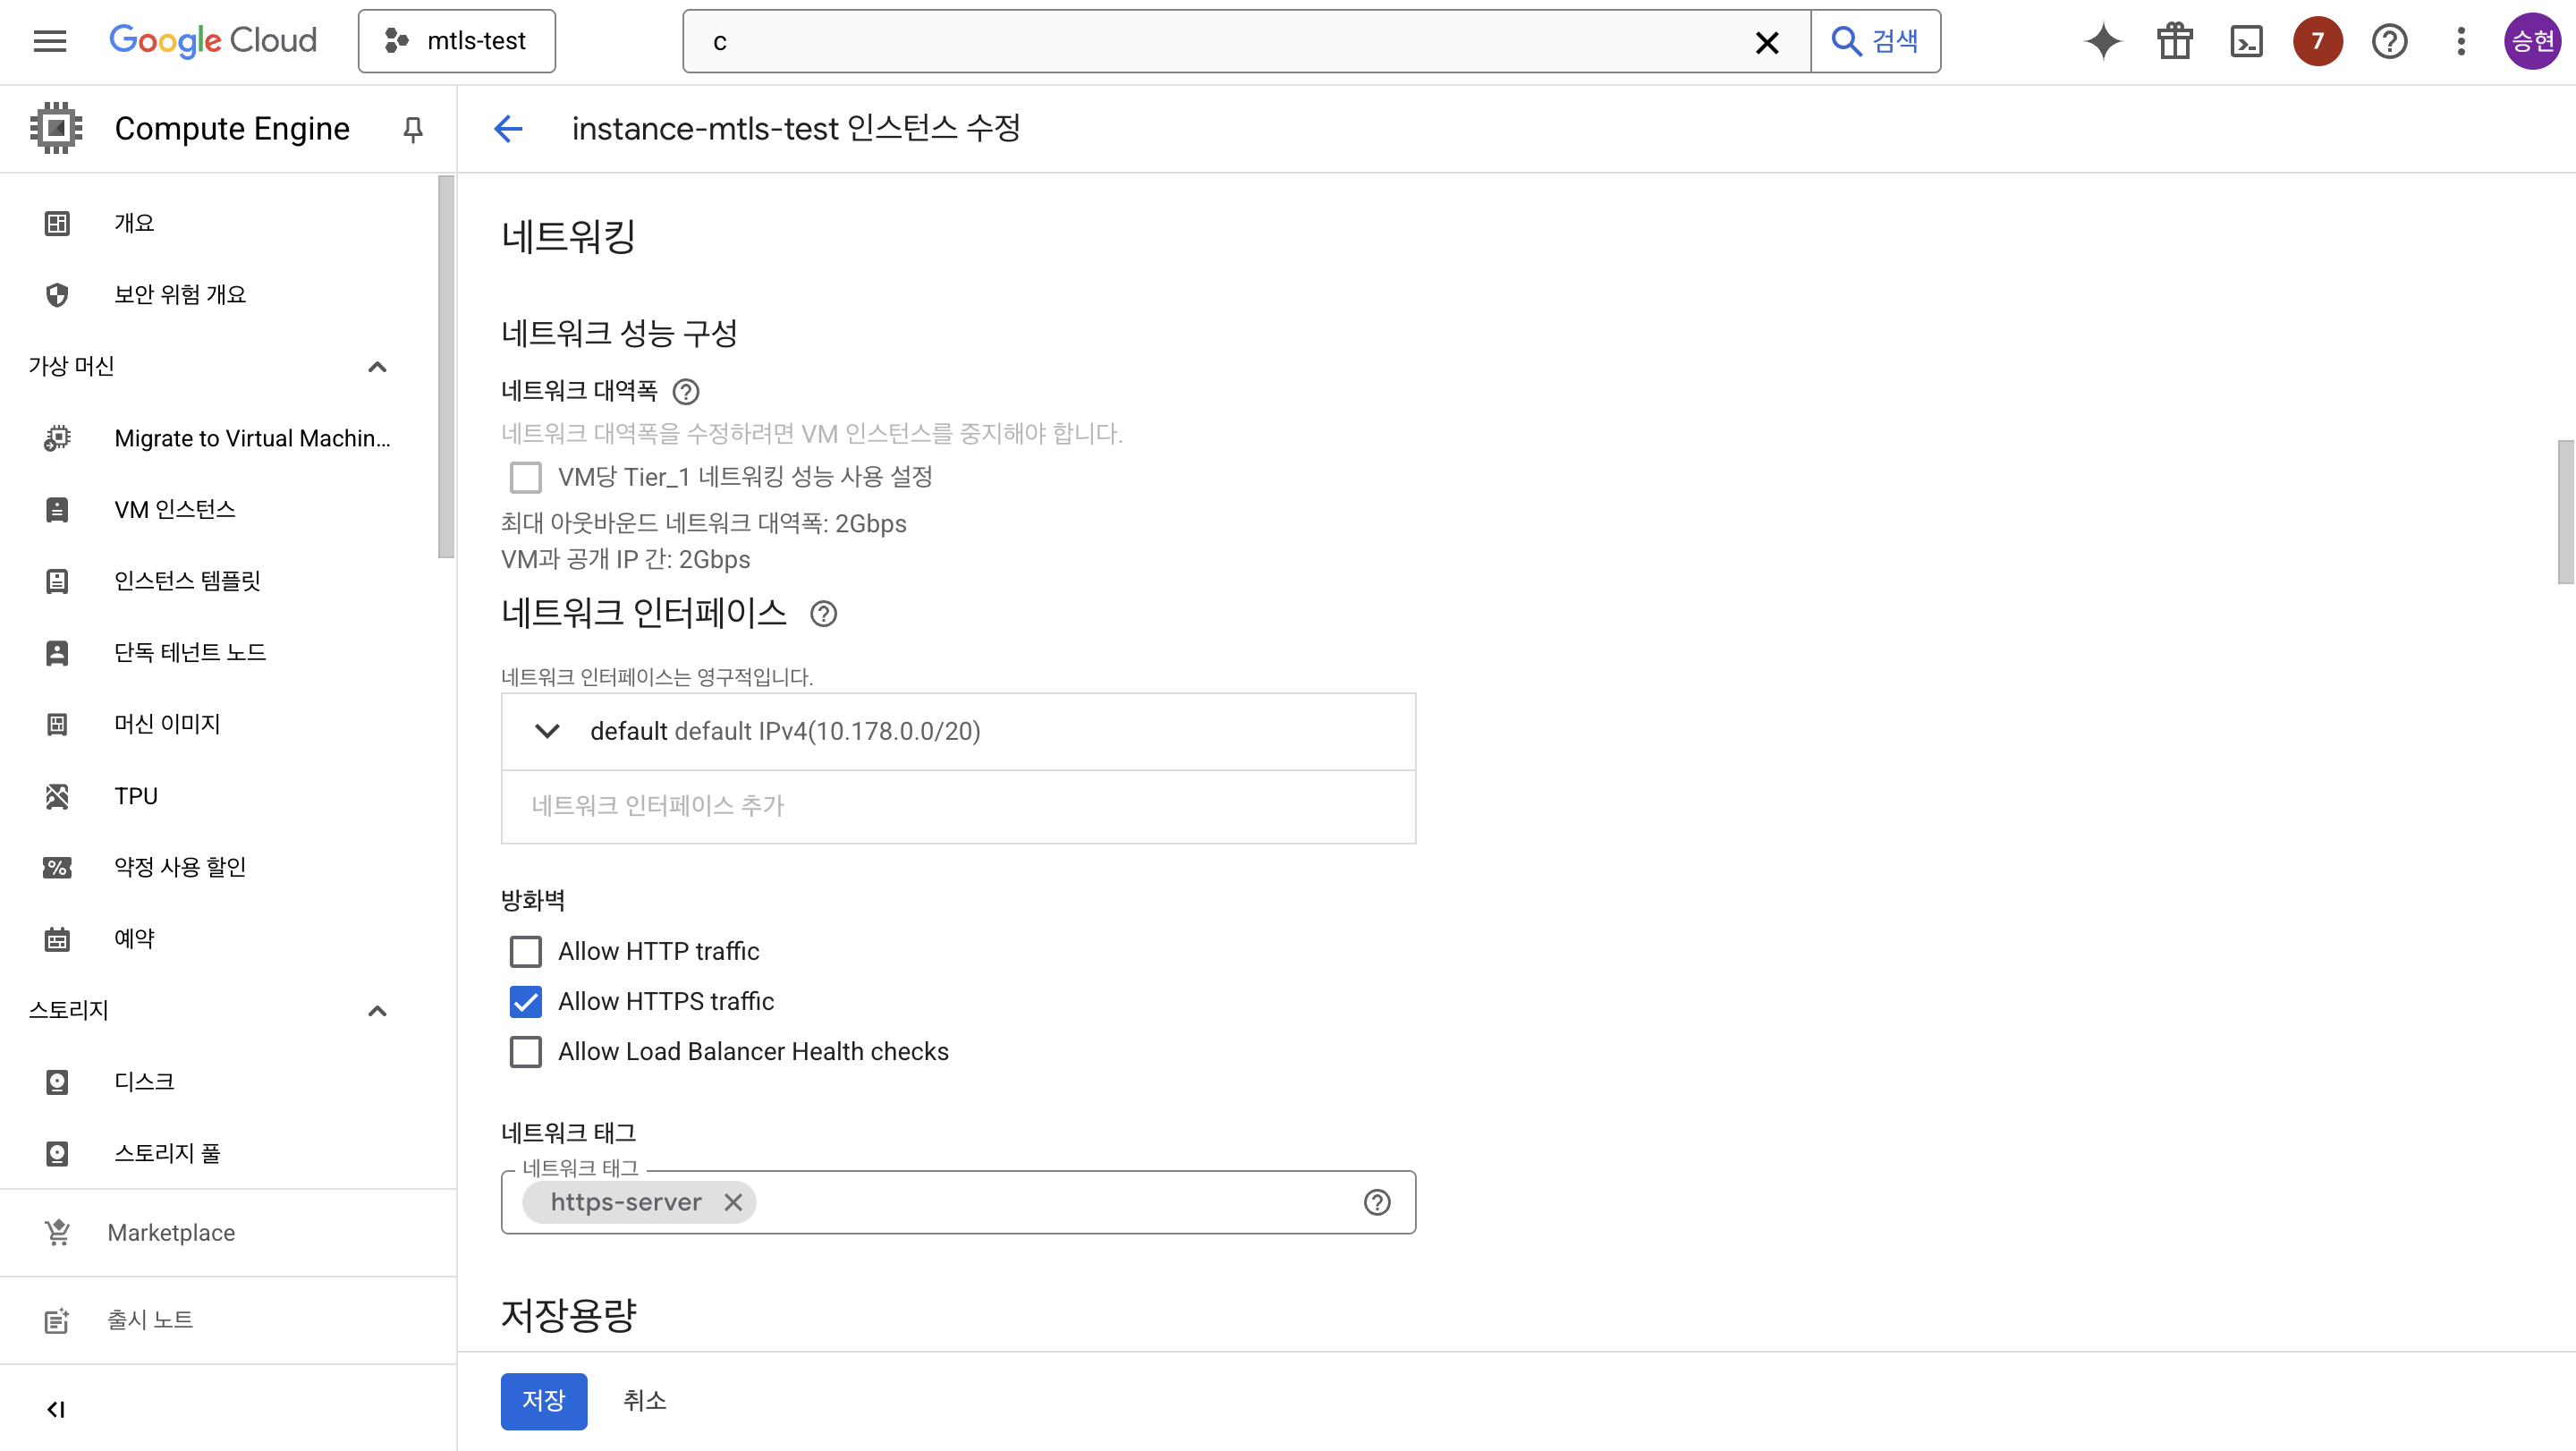 Google Cloud
mtls-test
c
검색
7
승현
Compute Engine
instance-mtls-test 인스턴스 수정
개요
보안 위험 개요
가상 머신
Migrate to Virtual Machin...
VM 인스턴스
인스턴스 템플릿
단독 테넌트 노드
머신 이미지
TPU
약정 사용 할인
예약
스토리지
디스크
스토리지 풀
Marketplace
출시 노트
네트워킹
네트워크 성능 구성
네트워크 대역폭
네트워크 대역폭을 수정하려면 VM 인스턴스를 중지해야 합니다.
VM당 Tier_1 네트워킹 성능 사용 설정
최대 아웃바운드 네트워크 대역폭: 2Gbps
VM과 공개 IP 간: 2Gbps
네트워크 인터페이스
네트워크 인터페이스는 영구적입니다.
default default IPv4(10.178.0.0/20)
네트워크 인터페이스 추가
방화벽
Allow HTTP traffic
Allow HTTPS traffic
Allow Load Balancer Health checks
네트워크 태그
네트워크 태그
https-server
저장용량
저장
취소